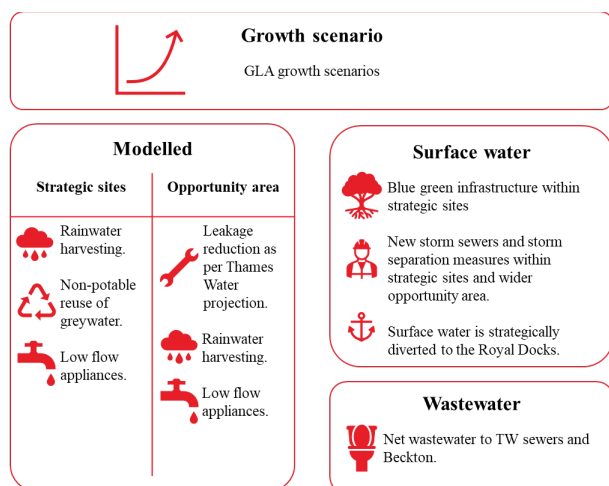 Growth scenario
GLA growth scenarios
Modelled
Strategic sites
Rainwater
harvesting.
Non-potable
reuse of
greywater.
Low flow
appliances.
Opportunity area
Leakage
reduction as
per Thames
Water
projection.
Rainwater
harvesting.
Low flow
appliances.
Surface water
Blue green infrastructure within
strategic sites
New storm sewers and storm
separation measures within
strategic sites and wider
opportunity area.
Surface water is strategically
diverted to the Royal Docks.
Wastewater
Net wastewater to TW sewers and
Beckton.